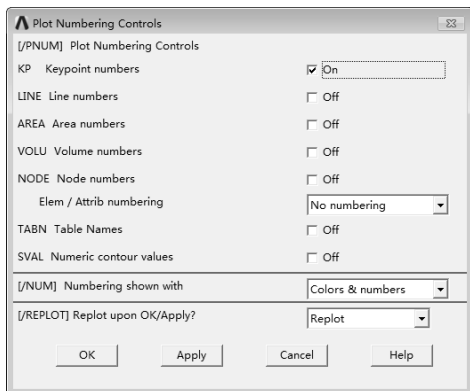 Plot Numbering Controls
[/PNUM] Plot Numbering Controls
KP Keypoint numbers On
LINE Line numbers Off
AREA Area numbers Off
VOLU Volume numbers Off
NODE Node numbers Off
Elem / Attrib numbering No numbering
TABN Table Names Off
SVAL Numeric contour values Off
[/NUM] Numbering shown with Colors & numbers
[/REPLOT] Replot upon OK/Apply? Replot
OK Apply Cancel Help